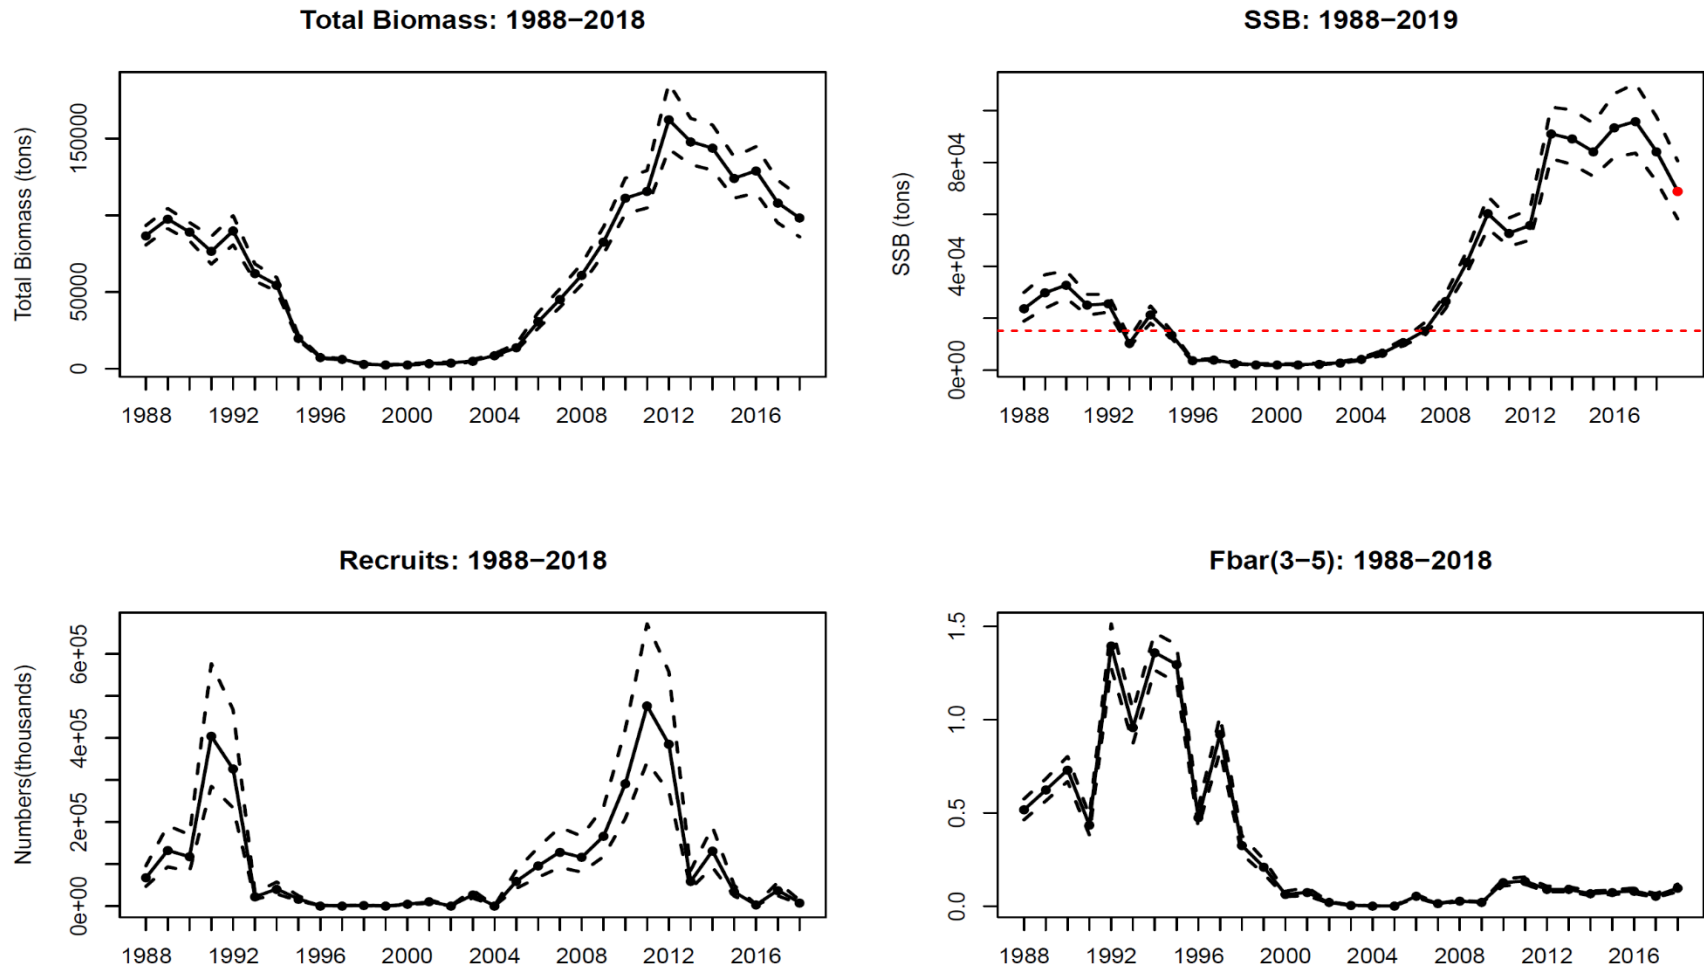 Total Biomass: 1988−2018
Total Biomass (tons)
150000
50000
0
1988 1992 1996 2000 2004 2008 2012 2016
SSB: 1988−2019
SSB (tons)
8e+04
4e+04
0e+00
1988 1992 1996 2000 2004 2008 2012 2016
Recruits: 1988−2018
Numbers(thousands)
6e+05
4e+05
2e+05
0e+00
1988 1992 1996 2000 2004 2008 2012 2016
Fbar(3−5): 1988−2018
1.5
1.0
0.5
0.0
1988 1992 1996 2000 2004 2008 2012 2016